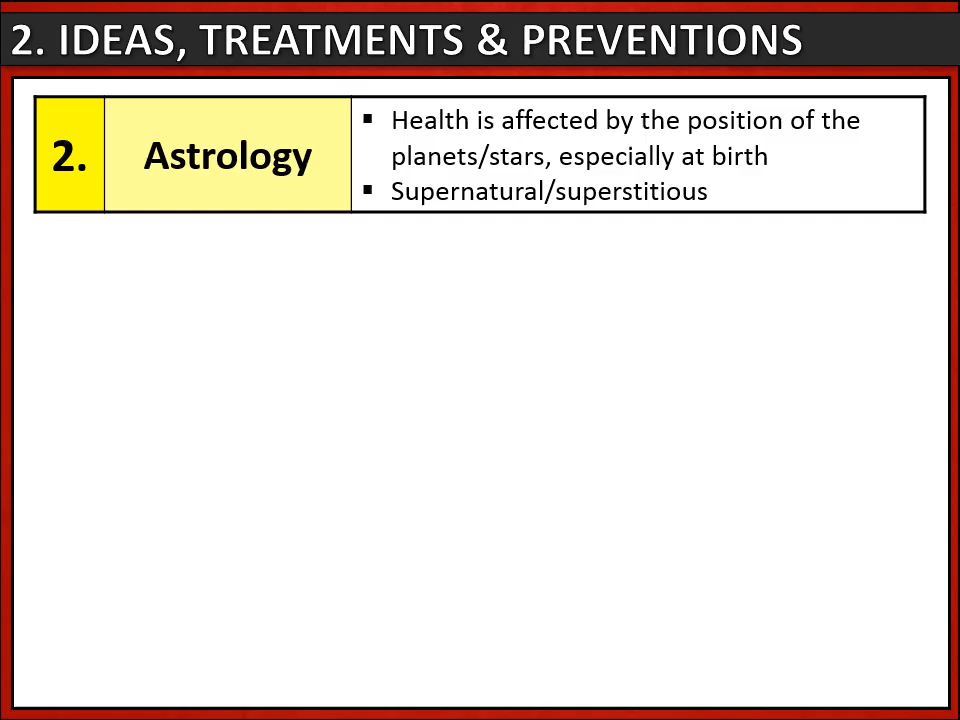 2. IDEAS, TREATMENTS & PREVENTIONS
2.
Astrology
▪ Health is affected by the position of the
planets/stars, especially at birth
▪ Supernatural/superstitious